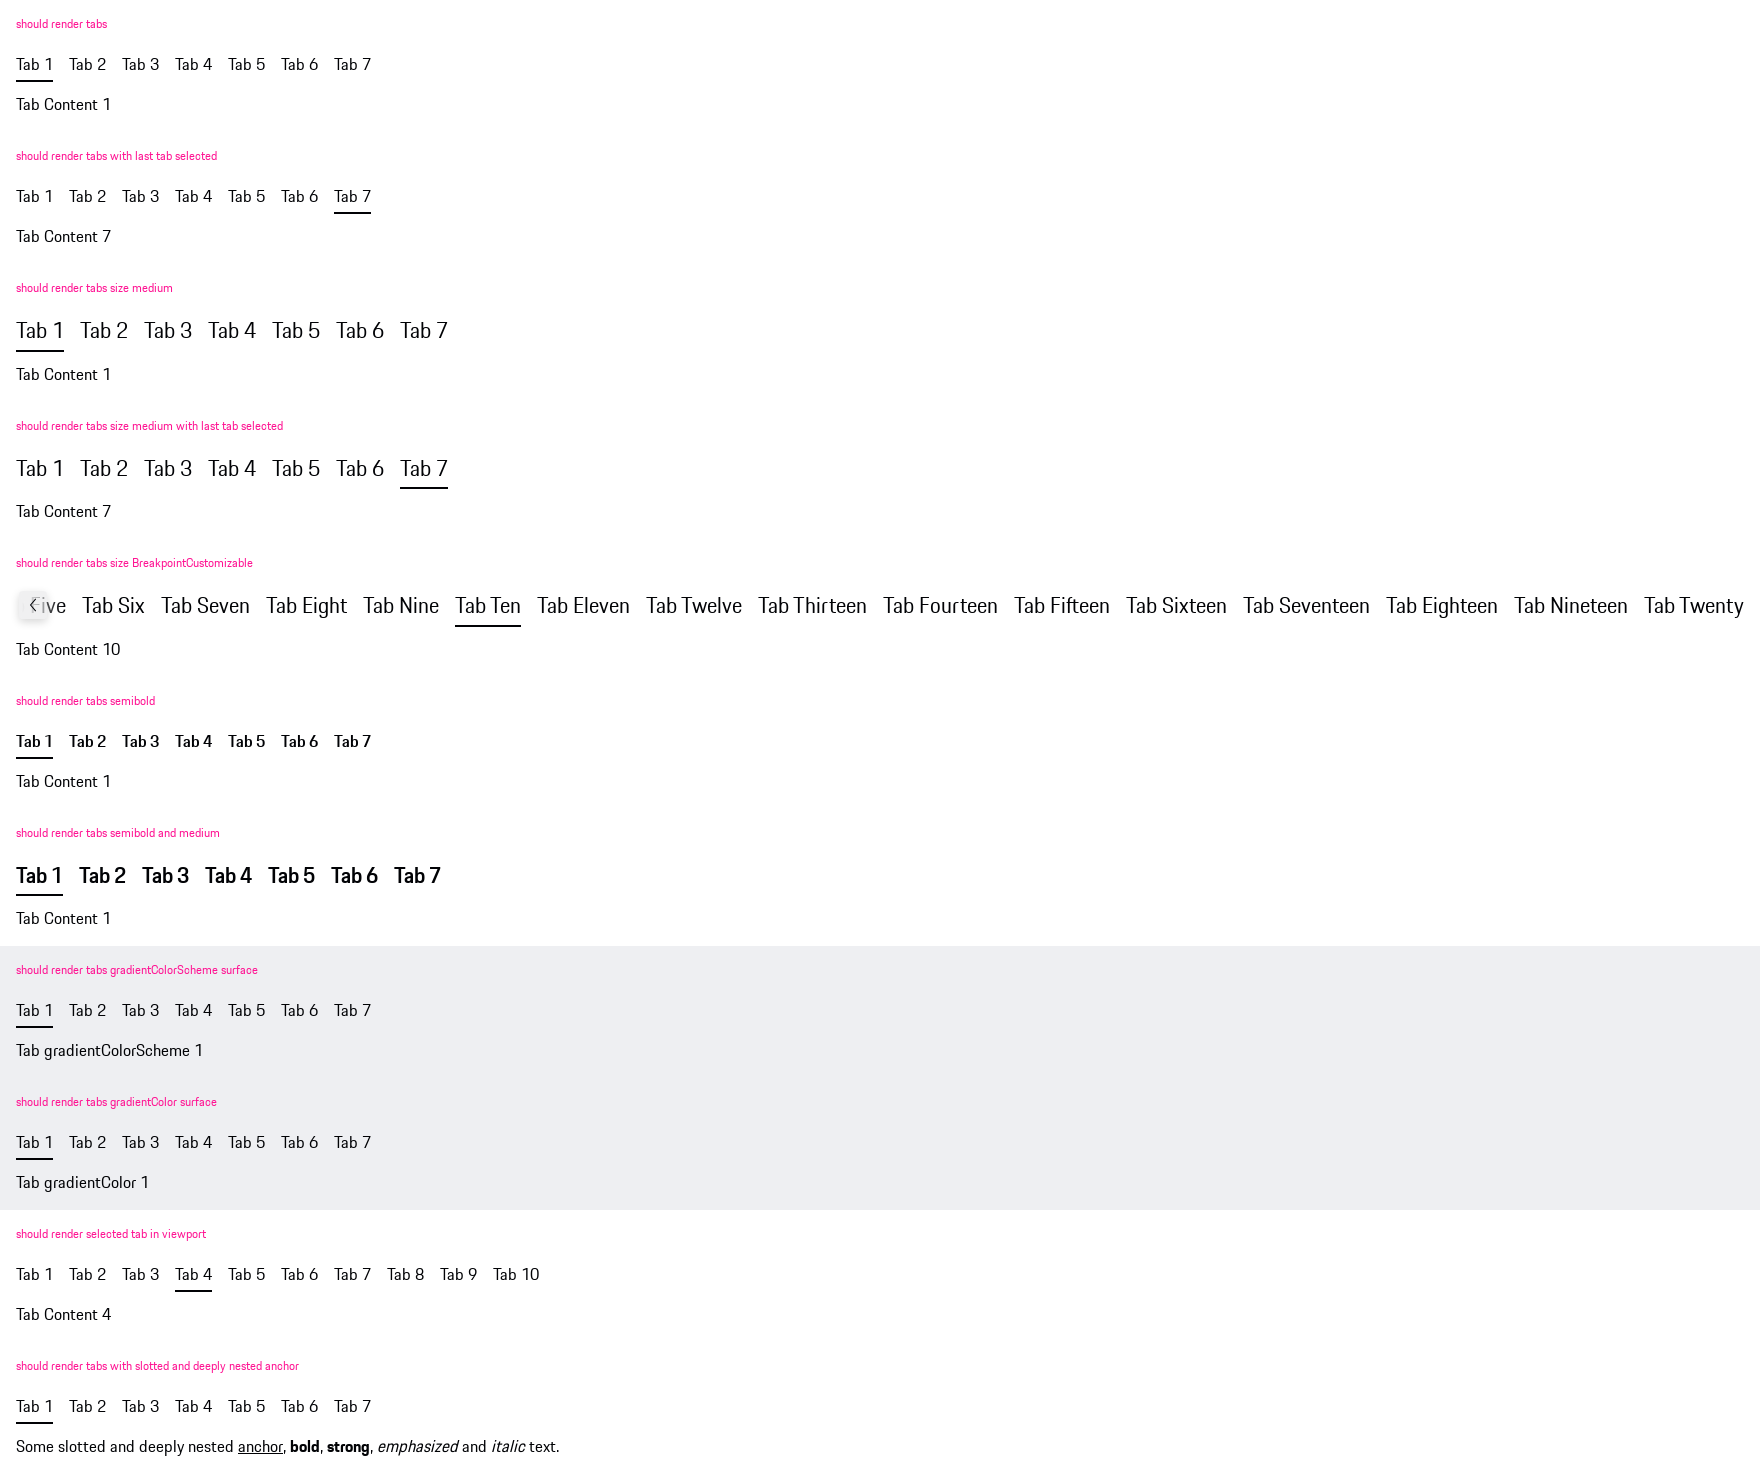 should render tabs
Tab 1 Tab 2 Tab 3 Tab 4 Tab 5 Tab 6 Tab 7
Tab Content 1
should render tabs with last tab selected
Tab 1 Tab 2 Tab 3 Tab 4 Tab 5 Tab 6 Tab 7
Tab Content 7
should render tabs size medium
Tab 1 Tab 2 Tab 3 Tab 4 Tab 5 Tab 6 Tab 7
Tab Content 1
should render tabs size medium with last tab selected
Tab 1 Tab 2 Tab 3 Tab 4 Tab 5 Tab 6 Tab 7
Tab Content 7
should render tabs size BreakpointCustomizable
Five Tab Six Tab Seven Tab Eight Tab Nine Tab Ten Tab Eleven Tab Twelve Tab Thirteen Tab Fourteen Tab Fifteen Tab Sixteen Tab Seventeen Tab Eighteen Tab Nineteen Tab Twenty
Tab Content 10
should render tabs semibold
Tab 1 Tab 2 Tab 3 Tab 4 Tab 5 Tab 6 Tab 7
Tab Content 1
should render tabs semibold and medium
Tab 1 Tab 2 Tab 3 Tab 4 Tab 5 Tab 6 Tab 7
Tab Content 1
should render tabs gradientColorScheme surface
Tab 1 Tab 2 Tab 3 Tab 4 Tab 5 Tab 6 Tab 7
Tab gradientColorScheme 1
should render tabs gradientColor surface
Tab 1 Tab 2 Tab 3 Tab 4 Tab 5 Tab 6 Tab 7
Tab gradientColor 1
should render selected tab in viewport
Tab 1 Tab 2 Tab 3 Tab 4 Tab 5 Tab 6 Tab 7 Tab 8 Tab 9 Tab 10
Tab Content 4
should render tabs with slotted and deeply nested anchor
Tab 1 Tab 2 Tab 3 Tab 4 Tab 5 Tab 6 Tab 7
Some slotted and deeply nested anchor, bold, strong, emphasized and italic text.